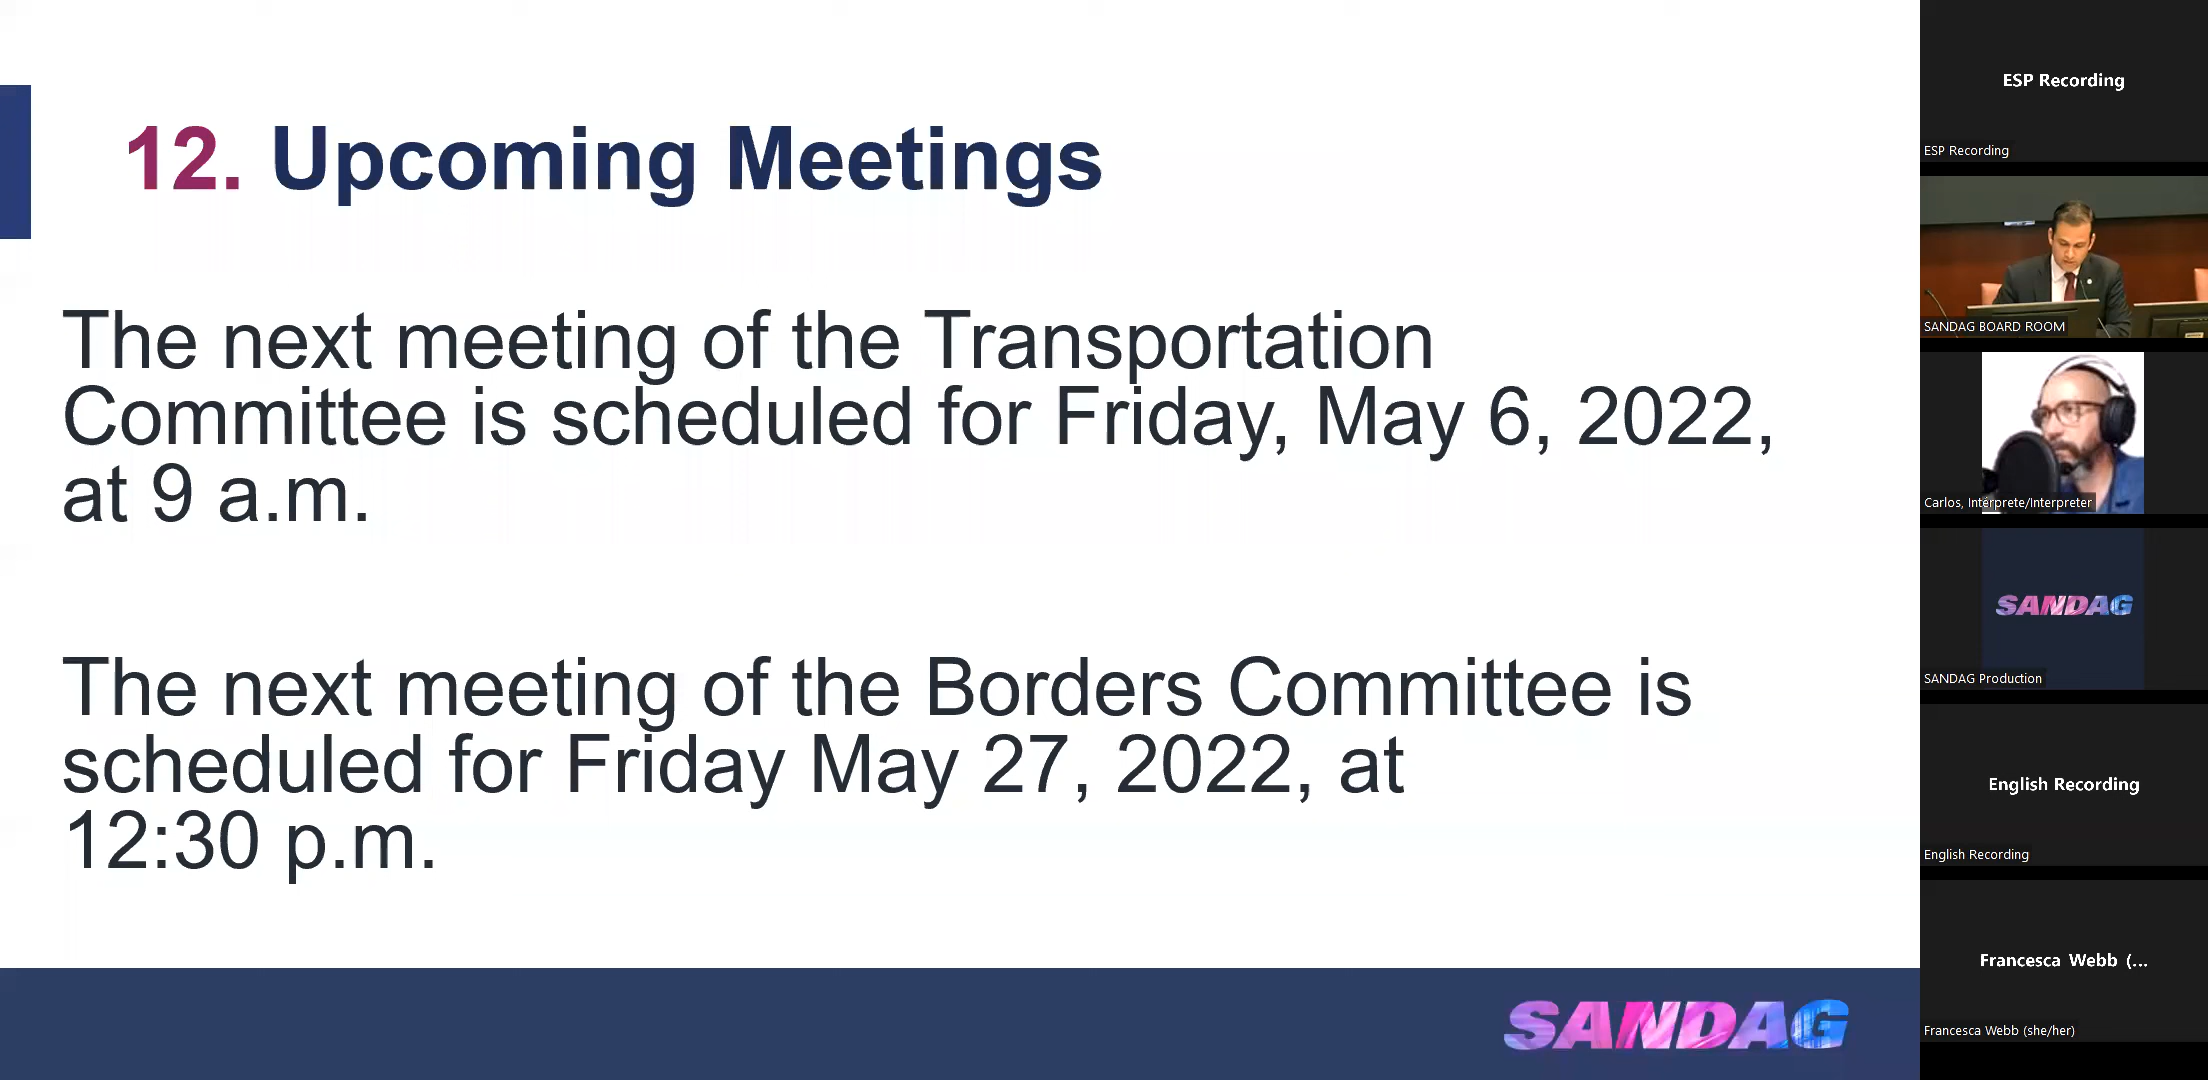 12. Upcoming Meetings
The next meeting of the Transportation
Committee is scheduled for Friday, May 6, 2022,
at 9 a.m.
The next meeting of the Borders Committee is
scheduled for Friday May 27, 2022, at
12:30 p.m.
SANDAG
ESP Recording
ESP Recording
SANDAG BOARD ROOM
Carlos, Intérprete/Interpreter
SANDAG
SANDAG Production
English Recording
English Recording
Francesca Webb (...
Francesca Webb (she/her)